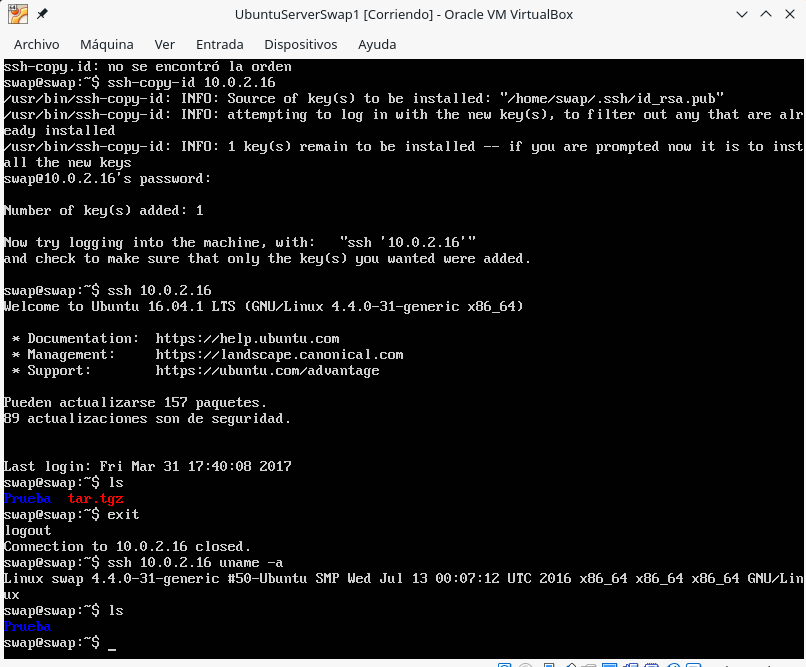 UbuntuServerSwap1 [Corriendo] - Oracle VM VirtualBox
Archivo Máquina Ver Entrada Dispositivos Ayuda
ssh-copy.id: no se encontró la orden
swap@swap:~$ ssh-copy-id 10.0.2.16
/usr/bin/ssh-copy-id: INFO: Source of key(s) to be installed: "/home/swap/.ssh/id_rsa.pub"
/usr/bin/ssh-copy-id: INFO: attempting to log in with the new key(s), to filter out any that are alr
eady installed
/usr/bin/ssh-copy-id: INFO: 1 key(s) remain to be installed -- if you are prompted now it is to inst
all the new keys
swap@10.0.2.16's password:
Number of key(s) added: 1
Now try logging into the machine, with:   "ssh '10.0.2.16'"
and check to make sure that only the key(s) you wanted were added.
swap@swap:~$ ssh 10.0.2.16
Welcome to Ubuntu 16.04.1 LTS (GNU/Linux 4.4.0-31-generic x86_64)
* Documentation:  https://help.ubuntu.com
* Management:     https://landscape.canonical.com
* Support:        https://ubuntu.com/advantage
Pueden actualizarse 157 paquetes.
89 actualizaciones son de seguridad.
Last login: Fri Mar 31 17:40:08 2017
swap@swap:~$ ls
Prueba  tar.tgz
swap@swap:~$ exit
logout
Connection to 10.0.2.16 closed.
swap@swap:~$ ssh 10.0.2.16 uname -a
Linux swap 4.4.0-31-generic #50-Ubuntu SMP Wed Jul 13 00:07:12 UTC 2016 x86_64 x86_64 x86_64 GNU/Lin
ux
swap@swap:~$ ls
Prueba
swap@swap:~$ _